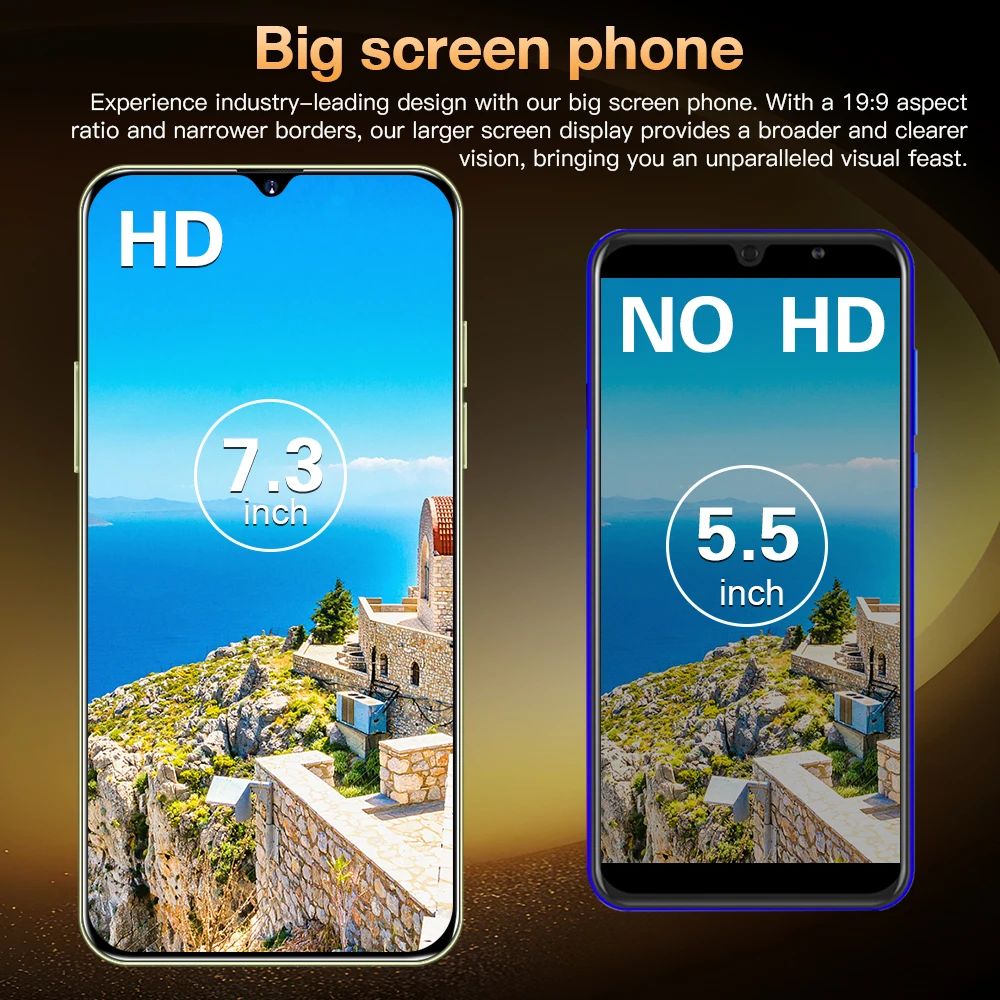 Big screen phone
Experience industry-leading design with our big screen phone. With a 19:9 aspect
ratio and narrower borders, our larger screen display provides a broader and clearer
vision, bringing you an unparalleled visual feast.
HD
7.3
inch
NO HD
5.5
inch